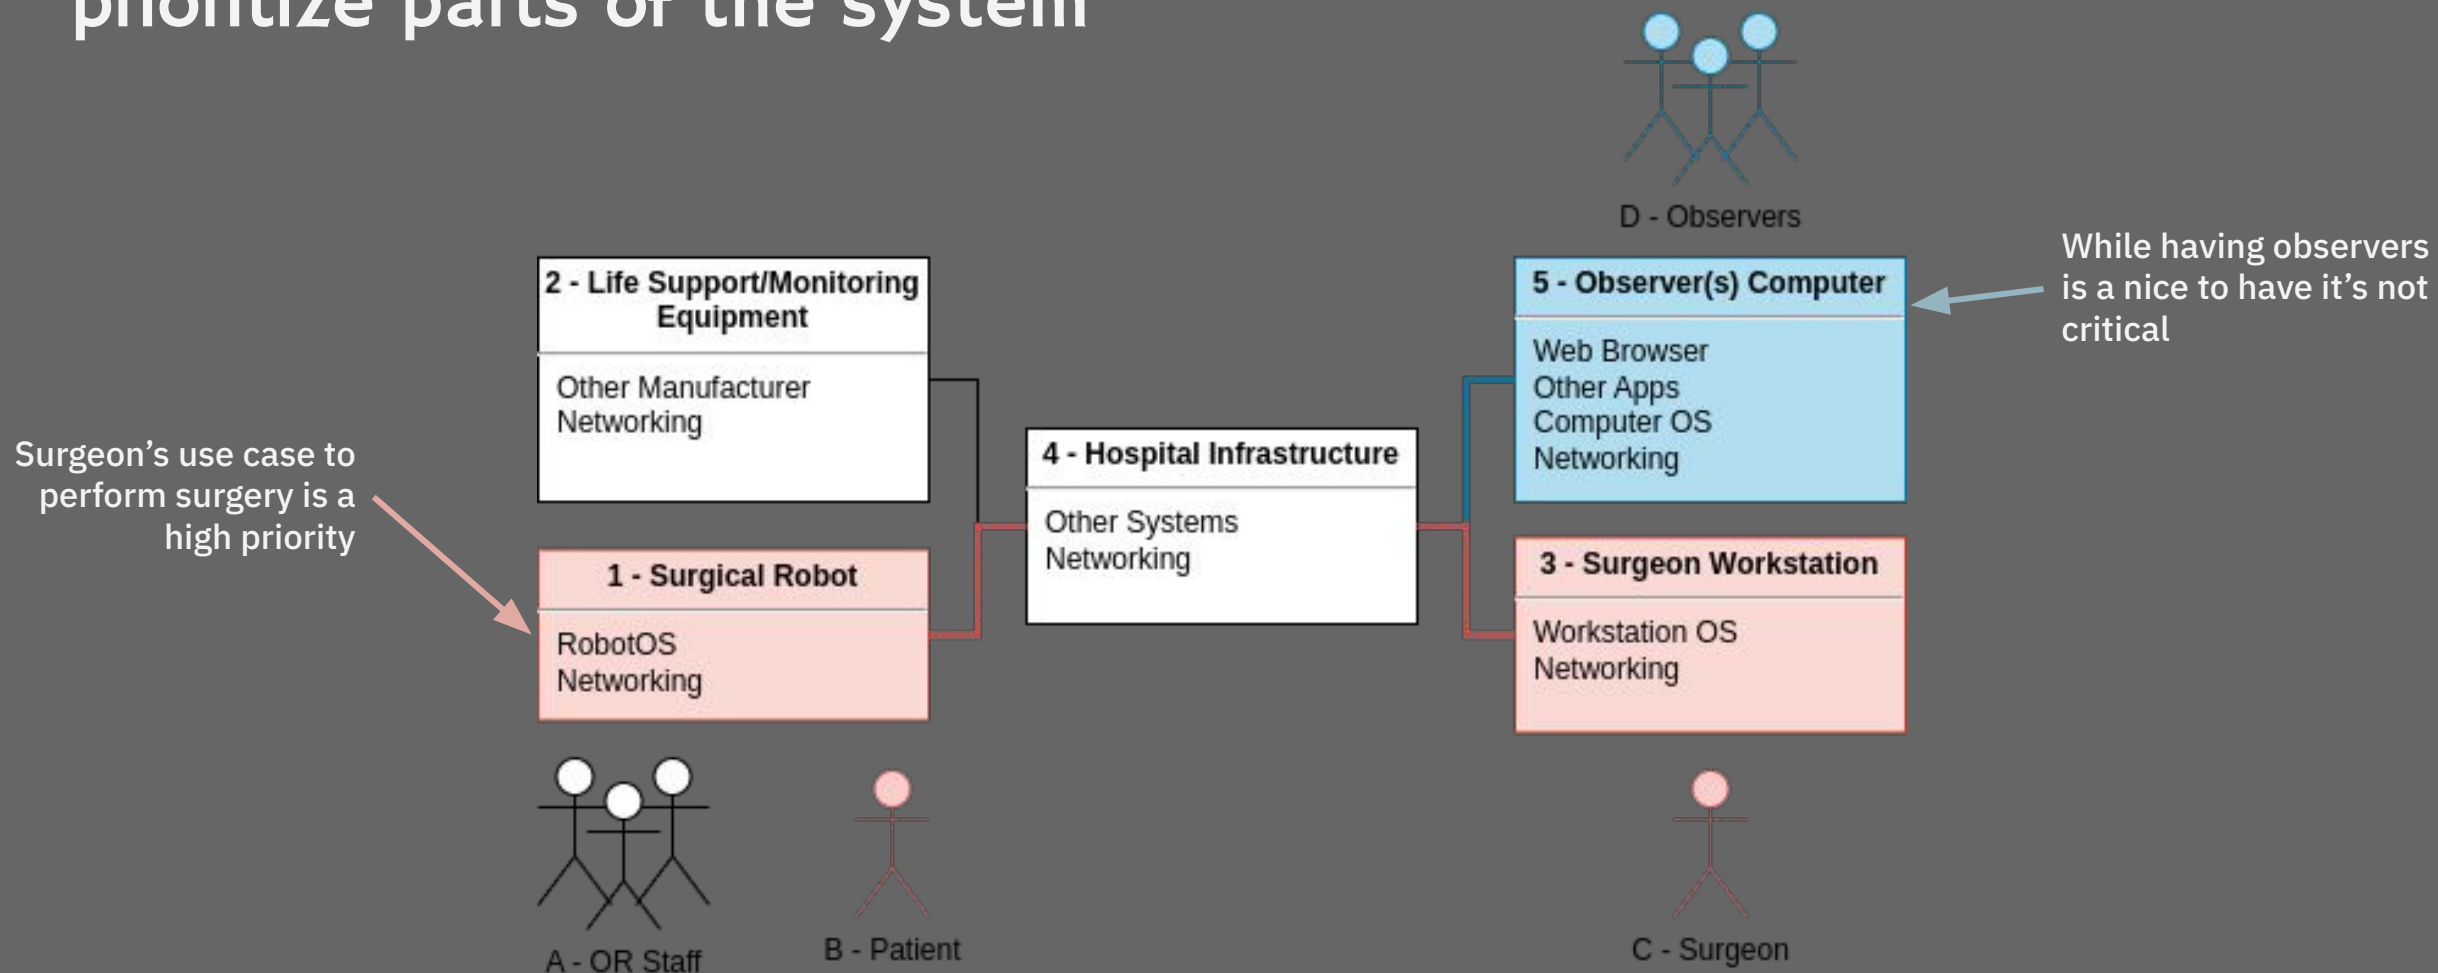 prioritize parts of the system
D - Observers
While having observers
is a nice to have it’s not
critical
2 - Life Support/Monitoring
Equipment
Other Manufacturer
Networking
5 - Observer(s) Computer
Web Browser
Other Apps
Computer OS
Networking
Surgeon’s use case to
perform surgery is a
high priority
4 - Hospital Infrastructure
Other Systems
Networking
1 - Surgical Robot
RobotOS
Networking
3 - Surgeon Workstation
Workstation OS
Networking
A - OR Staff
B - Patient
C - Surgeon